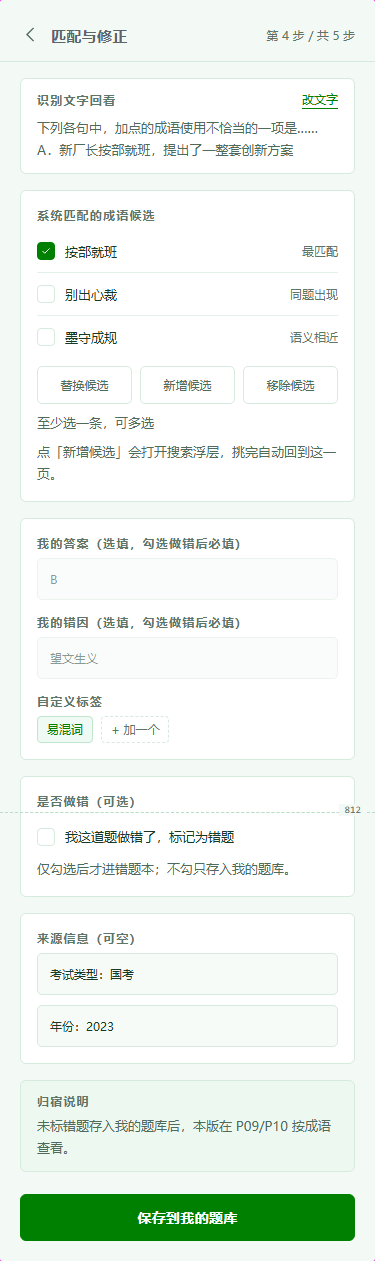 匹配与修正
第 4 步 / 共 5 步
识别文字回看
改文字
下列各句中，加点的成语使用不恰当的一项是……
A．新厂长按部就班，提出了一整套创新方案
系统匹配的成语候选
按部就班
最匹配
别出心裁
同题出现
墨守成规
语义相近
替换候选
新增候选
移除候选
至少选一条，可多选
点「新增候选」会打开搜索浮层，挑完自动回到这一
页。
我的答案（选填，勾选做错后必填）
B
我的错因（选填，勾选做错后必填）
望文生义
自定义标签
易混词
+ 加一个
是否做错（可选）
812
我这道题做错了，标记为错题
仅勾选后才进错题本；不勾只存入我的题库。
来源信息（可空）
考试类型：国考
年份：2023
归宿说明
未标错题存入我的题库后，本版在 P09/P10 按成语
查看。
保存到我的题库